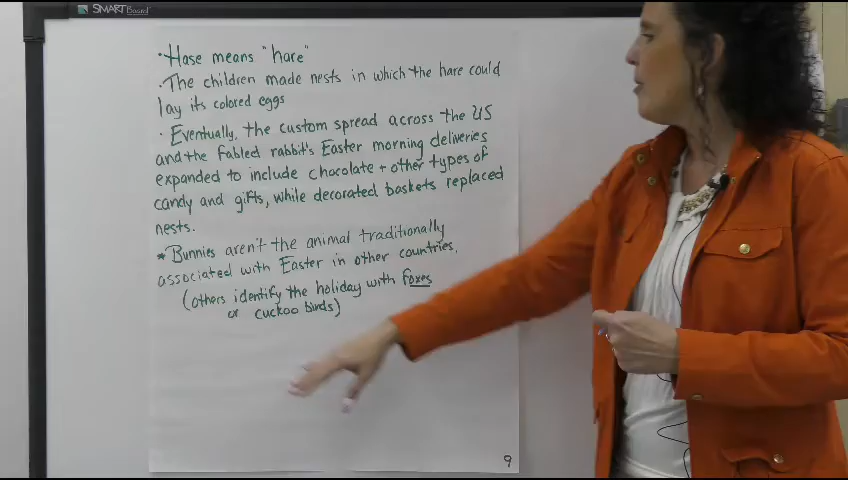 SMART Board
• Hase means "hare"
• The children made nests in which the hare could
lay its colored eggs
• Eventually, the custom spread across the US
and the fabled rabbit's Easter morning deliveries
expanded to include chocolate + other types of
candy and gifts, while decorated baskets replaced
nests.
* Bunnies aren't the animal traditionally
associated with Easter in other countries.
(others identify the holiday with foxes
or cuckoo birds)
9